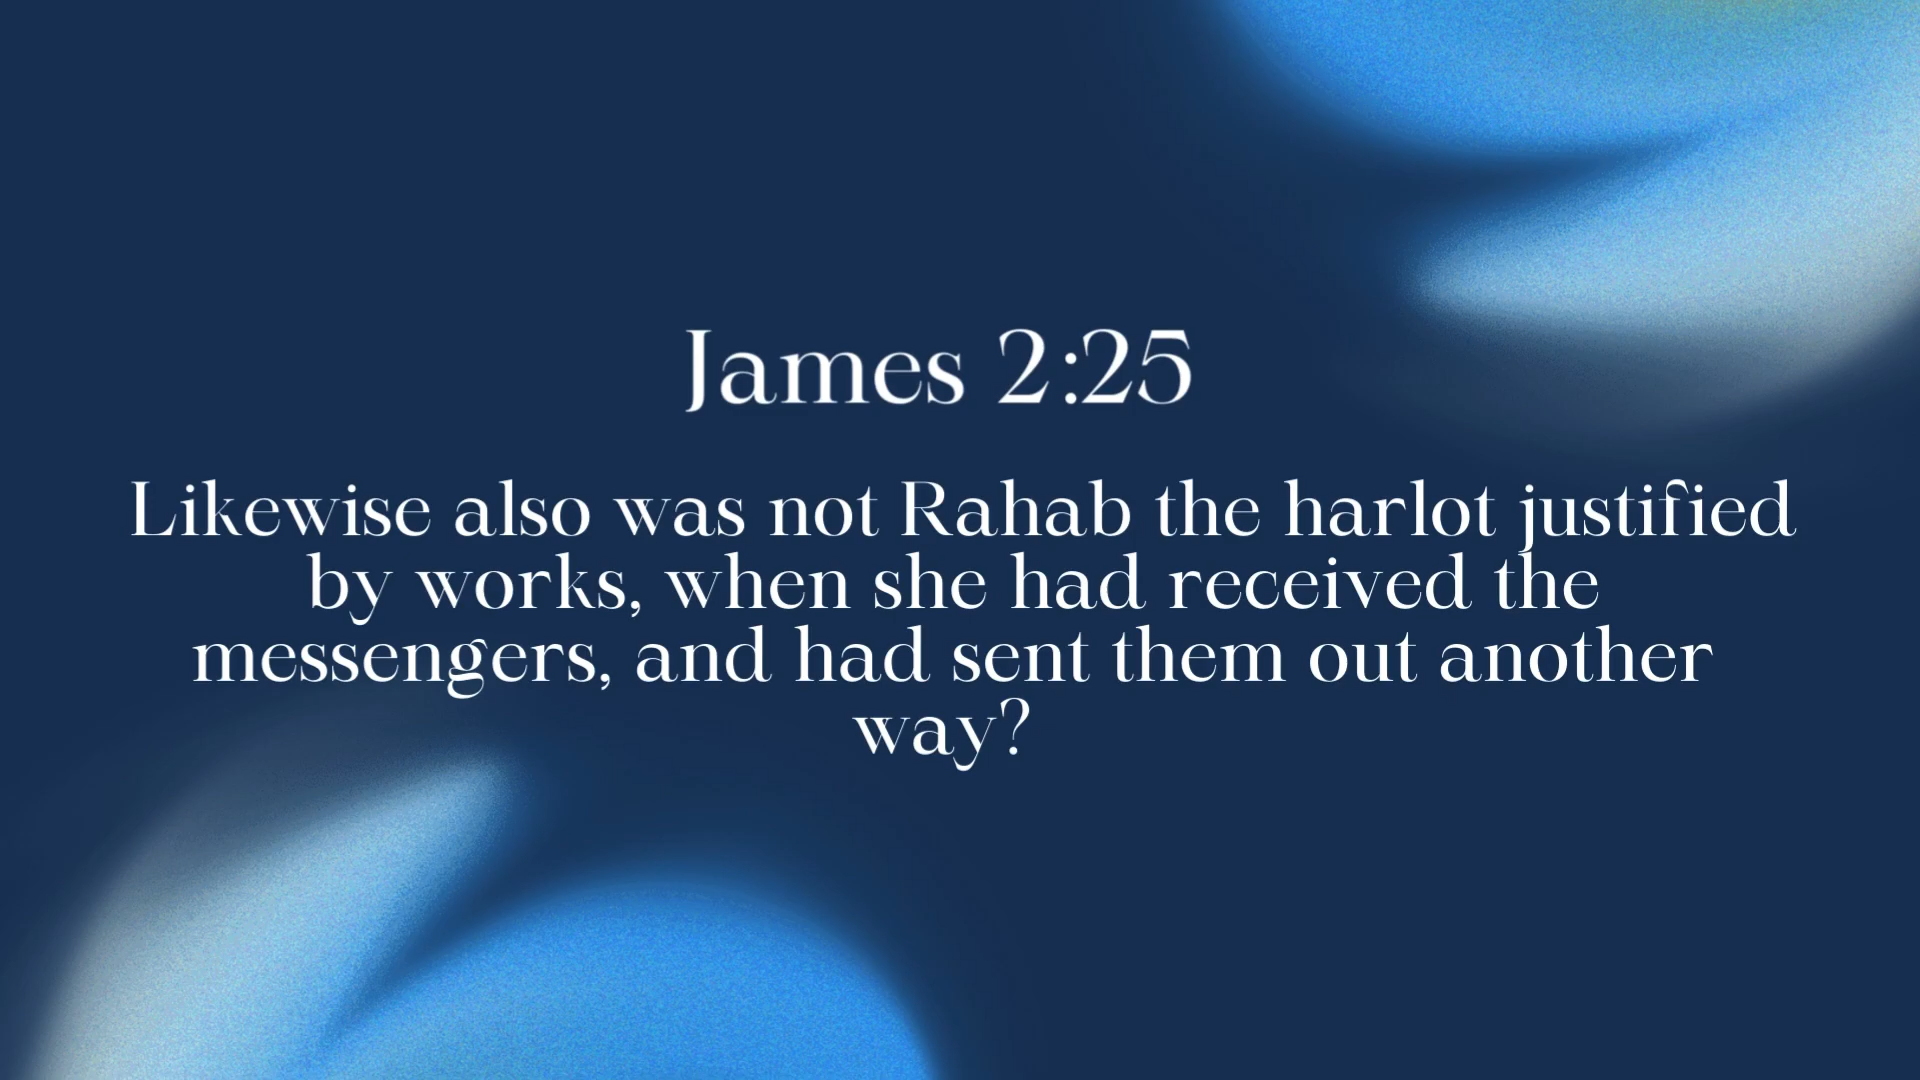 James 2:25
Likewise also was not Rahab the harlot justified
by works, when she had received the
messengers, and had sent them out another
way?